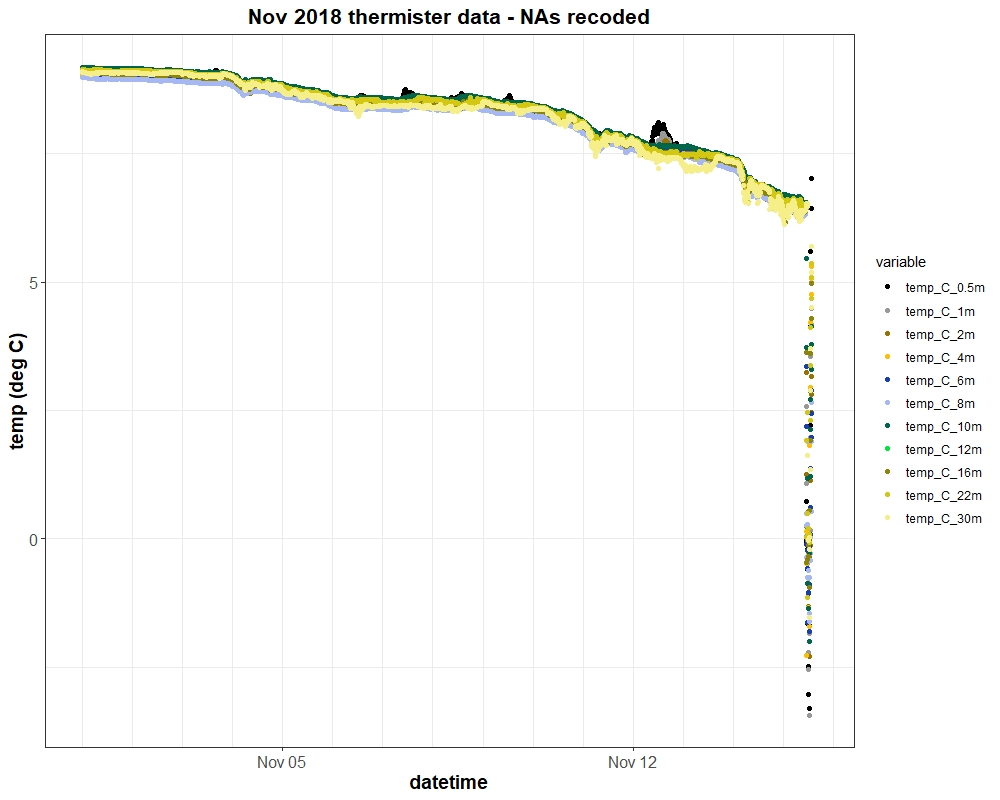 Nov 2018 thermister data - NAs recoded
temp (deg C)
5
0
Nov 05
Nov 12
datetime
variable
temp_C_0.5m
temp_C_1m
temp_C_2m
temp_C_4m
temp_C_6m
temp_C_8m
temp_C_10m
temp_C_12m
temp_C_16m
temp_C_22m
temp_C_30m